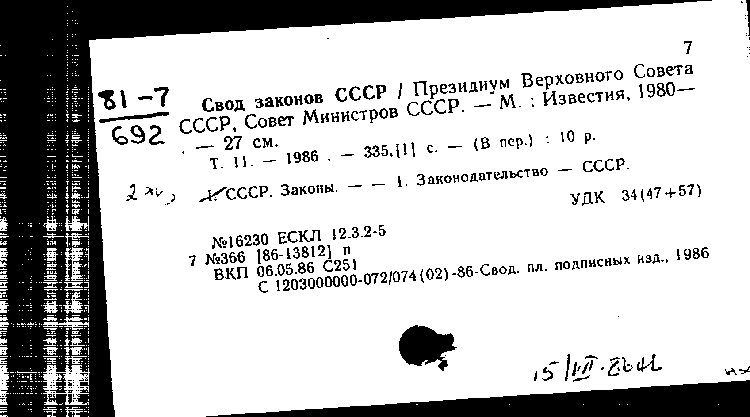 7
81-7
692
Свод законов СССР / Президиум Верховного Совета
СССР, Совет Министров СССР. — М. : Известия, 1980—
. — 27 см.
Т. 11. — 1986 . — 335,[1] с. — (В пер.) : 10 р.
1. СССР. Законы. — — 1. Законодательство — СССР.
УДК 34(47+57)
№16230 ЕСКЛ 12.3.2-5
7 №366 [86-13812] п
ВКП 06.05.86 С251
С 1203000000-072/074(02)-86-Свод. пл. подписных изд., 1986